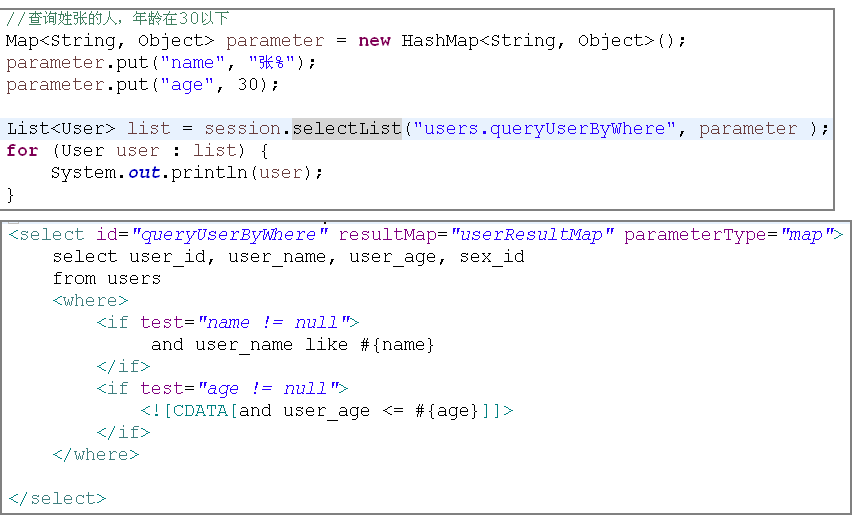 //查询姓张的人，年龄在30以下
Map<String, Object> parameter = new HashMap<String, Object>();
parameter.put("name", "张%");
parameter.put("age", 30);
List<User> list = session.selectList("users.queryUserByWhere", parameter );
for (User user : list) {
    System.out.println(user);
}
<select id="queryUserByWhere" resultMap="userResultMap" parameterType="map">
    select user_id, user_name, user_age, sex_id
    from users
    <where>
        <if test="name != null">
             and user_name like #{name}
        </if>
        <if test="age != null">
            <![CDATA[and user_age <= #{age}]]>
        </if>
    </where>
</select>